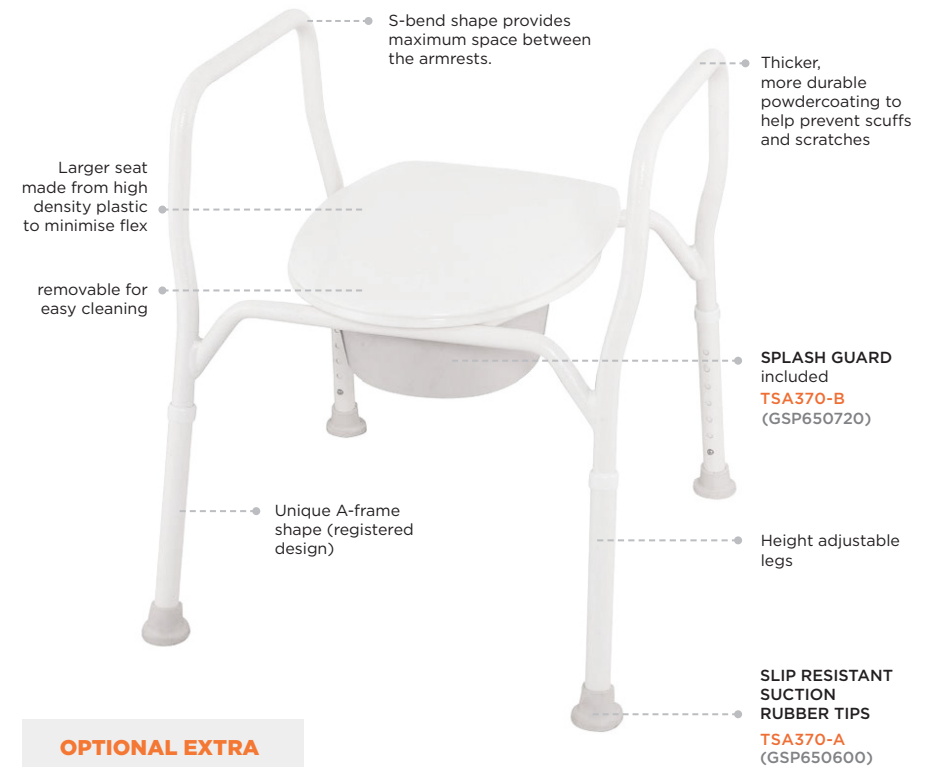 S-bend shape provides
maximum space between
the armrests.
Thicker,
more durable
powdercoating to
help prevent scuffs
and scratches
Larger seat
made from high
density plastic
to minimise flex
removable for
easy cleaning
SPLASH GUARD
included
TSA370-B
(GSP650720)
Unique A-frame
shape (registered
design)
Height adjustable
legs
SLIP RESISTANT
SUCTION
RUBBER TIPS
TSA370-A
(GSP650600)
OPTIONAL EXTRA